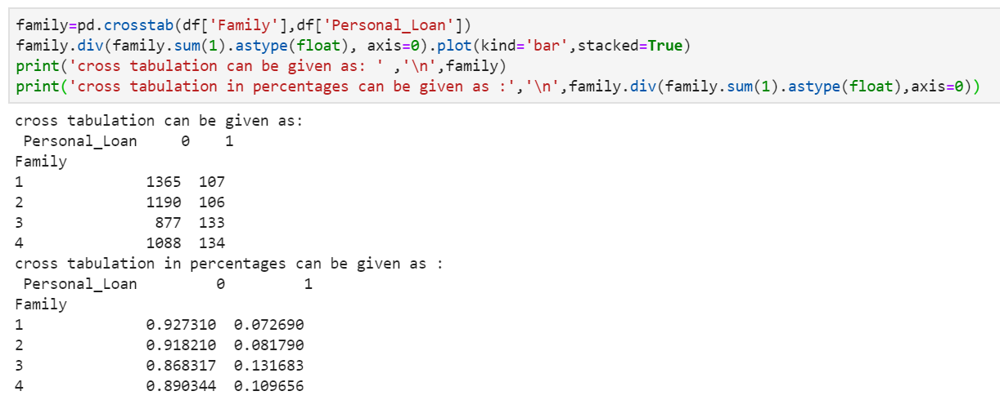 family=pd.crosstab(df['Family'],df['Personal_Loan'])
family.div(family.sum(1).astype(float), axis=0).plot(kind='bar',stacked=True)
print('cross tabulation can be given as: ' ,'\n',family)
print('cross tabulation in percentages can be given as :','\n',family.div(family.sum(1).astype(float),axis=0))
cross tabulation can be given as:
 Personal_Loan     0    1
Family
1              1365  107
2              1190  106
3               877  133
4              1088  134
cross tabulation in percentages can be given as :
 Personal_Loan         0         1
Family
1              0.927310  0.072690
2              0.918210  0.081790
3              0.868317  0.131683
4              0.890344  0.109656